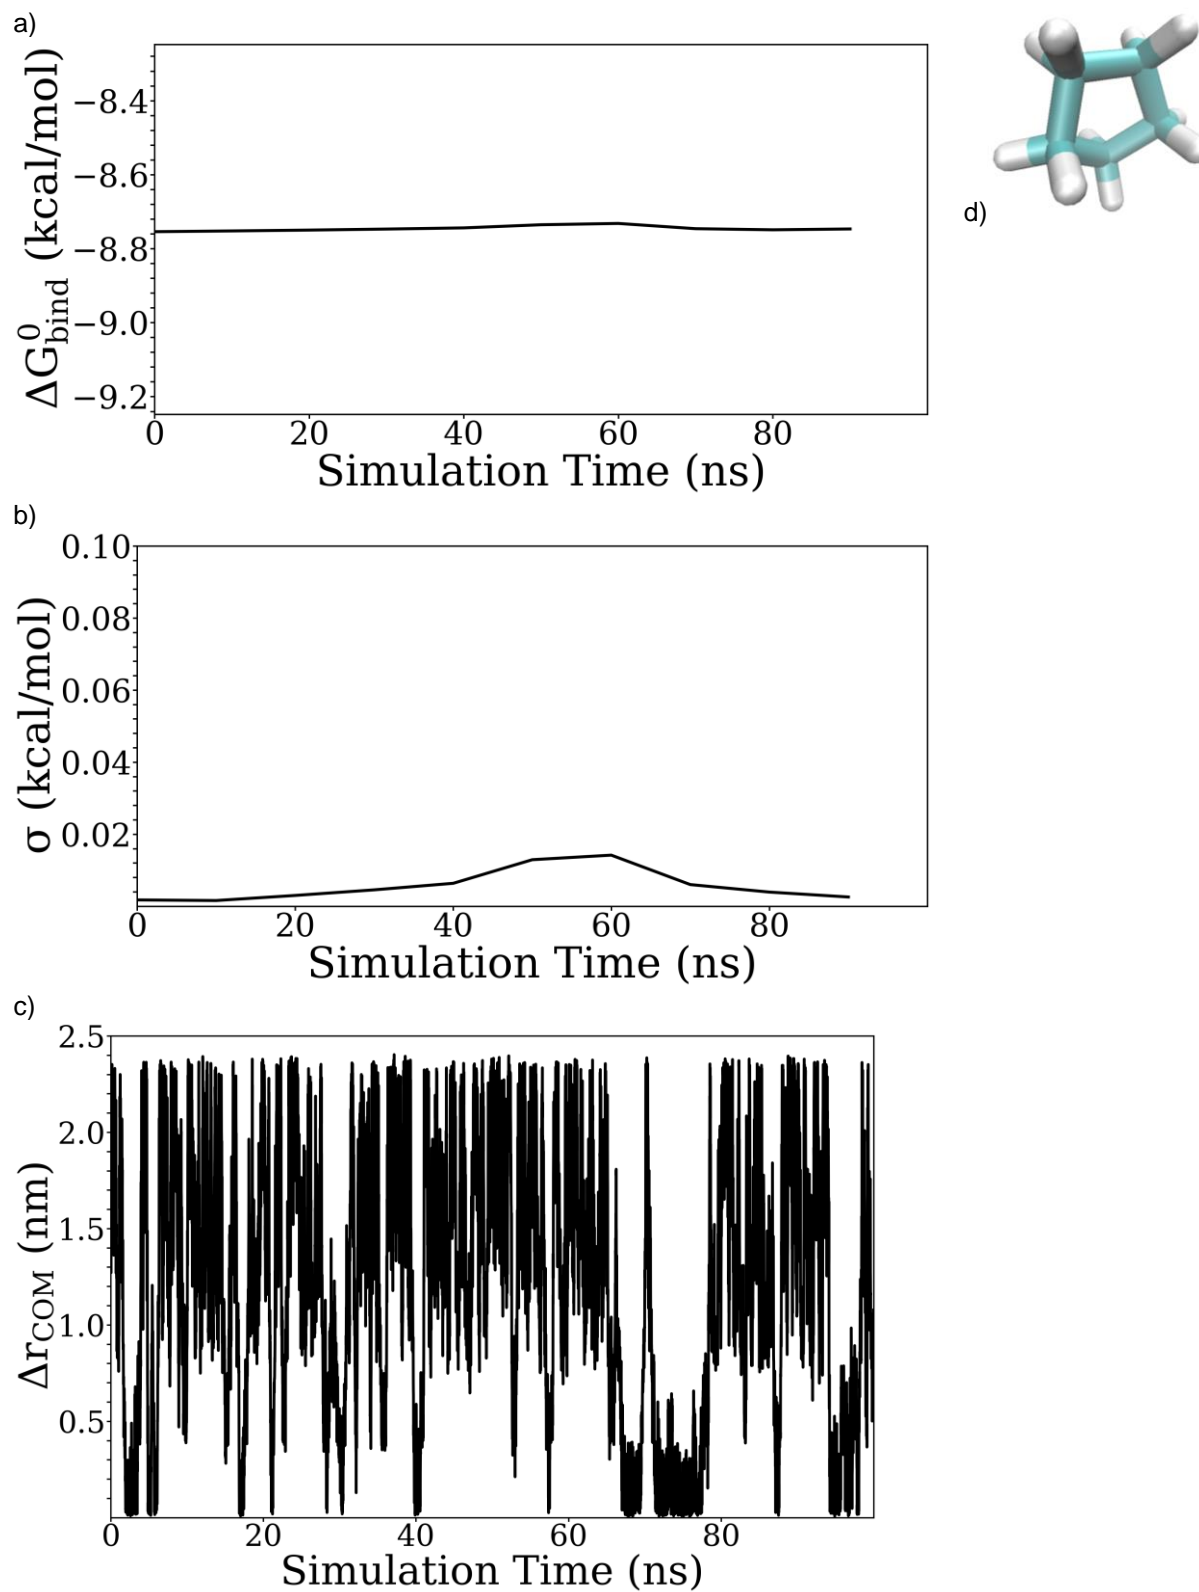 a)
ΔG⁰bind (kcal/mol)
−8.4
−8.6
−8.8
−9.0
−9.2
0 20 40 60 80
Simulation Time (ns)
d)
b)
σ (kcal/mol)
0.10
0.08
0.06
0.04
0.02
0 20 40 60 80
Simulation Time (ns)
c)
ΔrCOM (nm)
2.5
2.0
1.5
1.0
0.5
0 20 40 60 80
Simulation Time (ns)